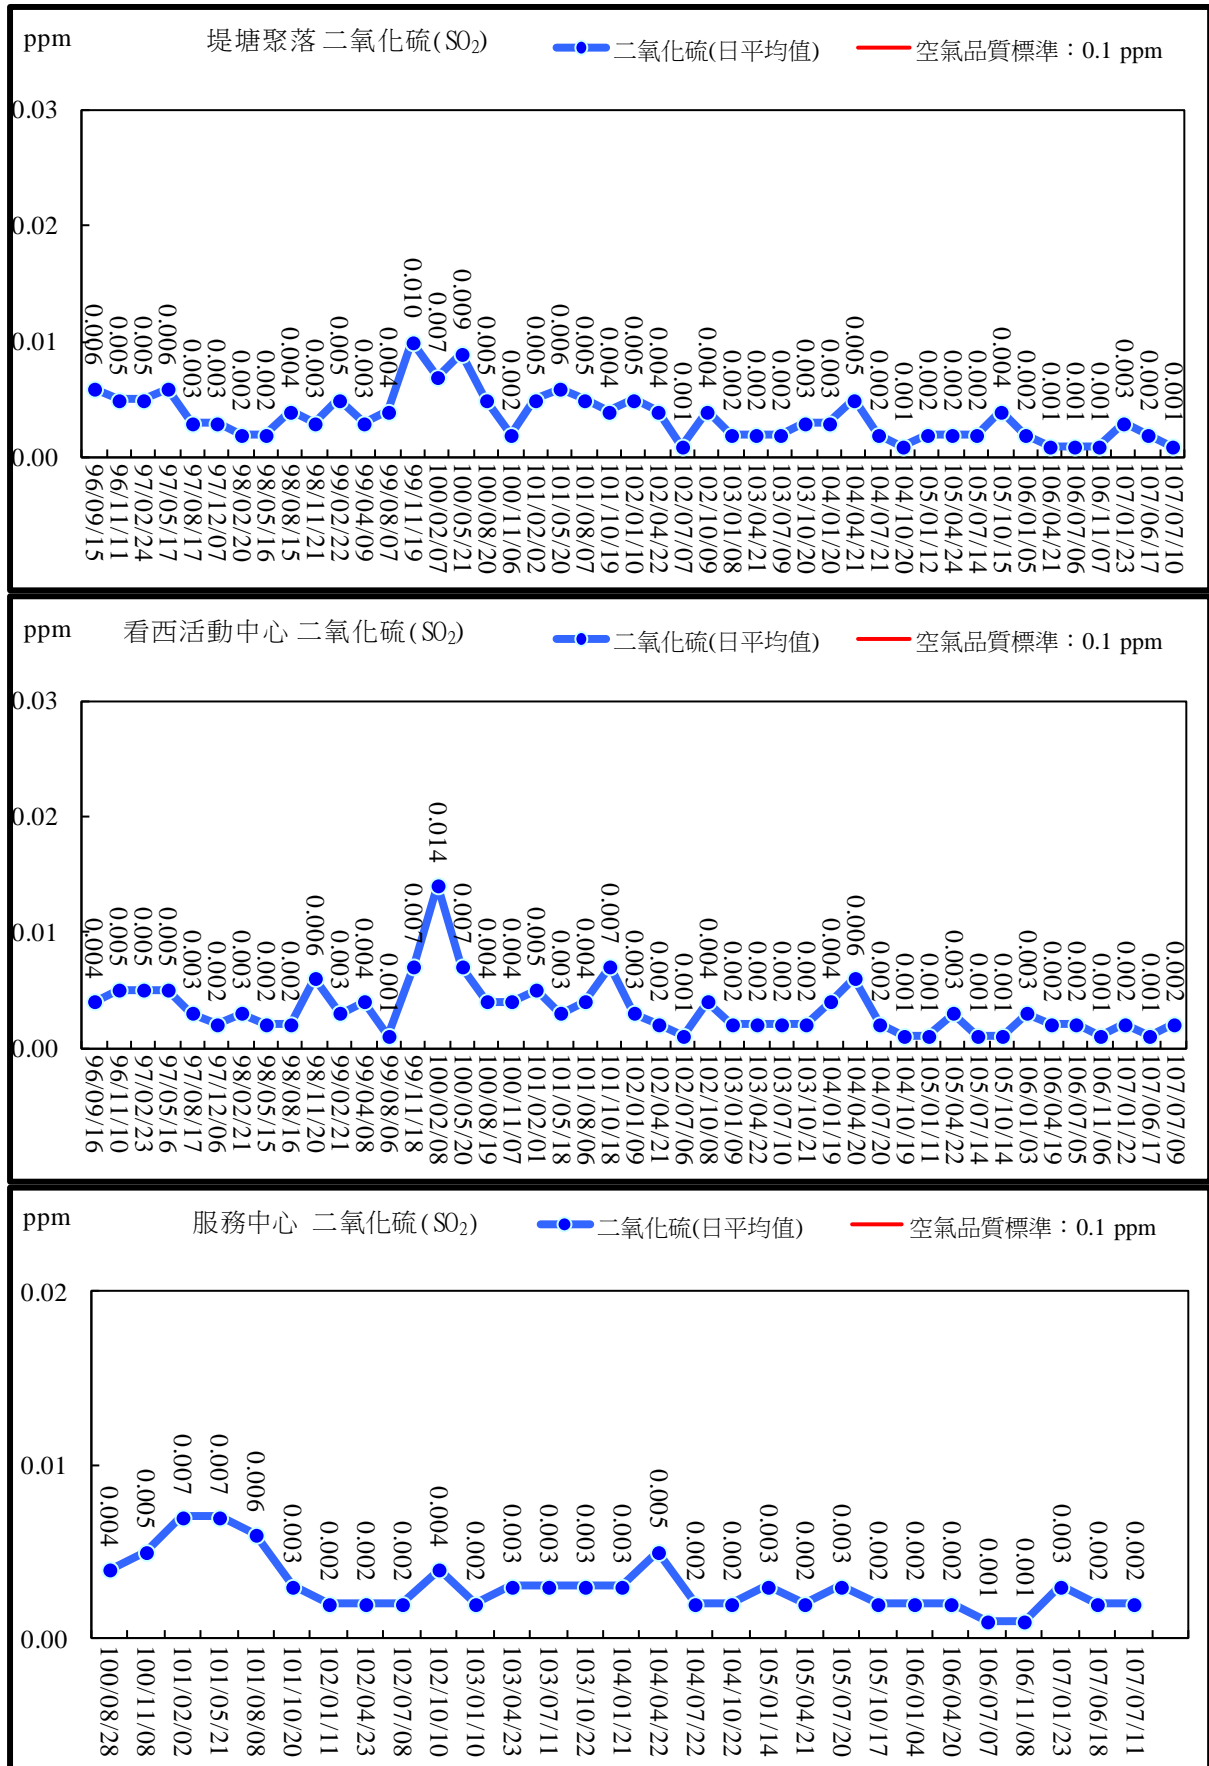 ppm 堤塘聚落 二氧化硫(SO₂) 二氧化硫(日平均值) 空氣品質標準：0.1 ppm
0.03
0.02
0.01
0.00
0.006 0.005 0.005 0.006 0.003 0.003 0.002 0.002 0.004 0.003 0.005 0.003 0.004 0.010 0.007 0.009 0.005 0.002 0.005 0.006 0.005 0.004 0.005 0.004 0.001 0.004 0.002 0.002 0.002 0.003 0.003 0.005 0.002 0.001 0.002 0.002 0.002 0.004 0.002 0.001 0.001 0.001 0.003 0.002 0.001
96/09/15 96/11/11 97/02/24 97/05/17 97/08/17 97/12/07 98/02/20 98/05/16 98/08/15 98/11/21 99/02/22 99/04/09 99/08/07 99/11/19 100/02/07 100/05/21 100/08/20 100/11/06 101/02/02 101/05/20 101/08/07 101/10/19 102/01/10 102/04/22 102/07/07 102/10/09 103/01/08 103/04/21 103/07/09 103/10/20 104/01/20 104/04/21 104/07/21 104/10/20 105/01/12 105/04/24 105/07/14 105/10/15 106/01/05 106/04/21 106/07/06 106/11/07 107/01/23 107/06/17 107/07/10
ppm 看西活動中心 二氧化硫(SO₂) 二氧化硫(日平均值) 空氣品質標準：0.1 ppm
0.03
0.02
0.01
0.00
0.004 0.005 0.005 0.005 0.003 0.002 0.003 0.002 0.002 0.006 0.003 0.004 0.001 0.007 0.014 0.007 0.004 0.004 0.005 0.003 0.004 0.007 0.003 0.002 0.001 0.004 0.002 0.002 0.002 0.002 0.004 0.006 0.002 0.001 0.001 0.003 0.001 0.001 0.003 0.002 0.002 0.001 0.002 0.001 0.002
96/09/16 96/11/10 97/02/23 97/05/16 97/08/17 97/12/06 98/02/21 98/05/15 98/08/16 98/11/20 99/02/21 99/04/08 99/08/06 99/11/18 100/02/08 100/05/20 100/08/19 100/11/07 101/02/01 101/05/18 101/08/06 101/10/18 102/01/09 102/04/21 102/07/06 102/10/08 103/01/09 103/04/22 103/07/10 103/10/21 104/01/19 104/04/20 104/07/20 104/10/19 105/01/11 105/04/22 105/07/14 105/10/14 106/01/03 106/04/19 106/07/05 106/11/06 107/01/22 107/06/17 107/07/09
ppm 服務中心 二氧化硫(SO₂) 二氧化硫(日平均值) 空氣品質標準：0.1 ppm
0.02
0.01
0.00
0.004 0.005 0.007 0.007 0.006 0.003 0.002 0.002 0.002 0.004 0.002 0.003 0.003 0.003 0.003 0.005 0.002 0.002 0.003 0.002 0.003 0.002 0.002 0.002 0.001 0.001 0.003 0.002 0.002
100/08/28 100/11/08 101/02/02 101/05/21 101/08/08 101/10/20 102/01/11 102/04/23 102/07/08 102/10/10 103/01/10 103/04/23 103/07/11 103/10/22 104/01/21 104/04/22 104/07/22 104/10/22 105/01/14 105/04/21 105/07/20 105/10/17 106/01/04 106/04/20 106/07/07 106/11/08 107/01/23 107/06/18 107/07/11